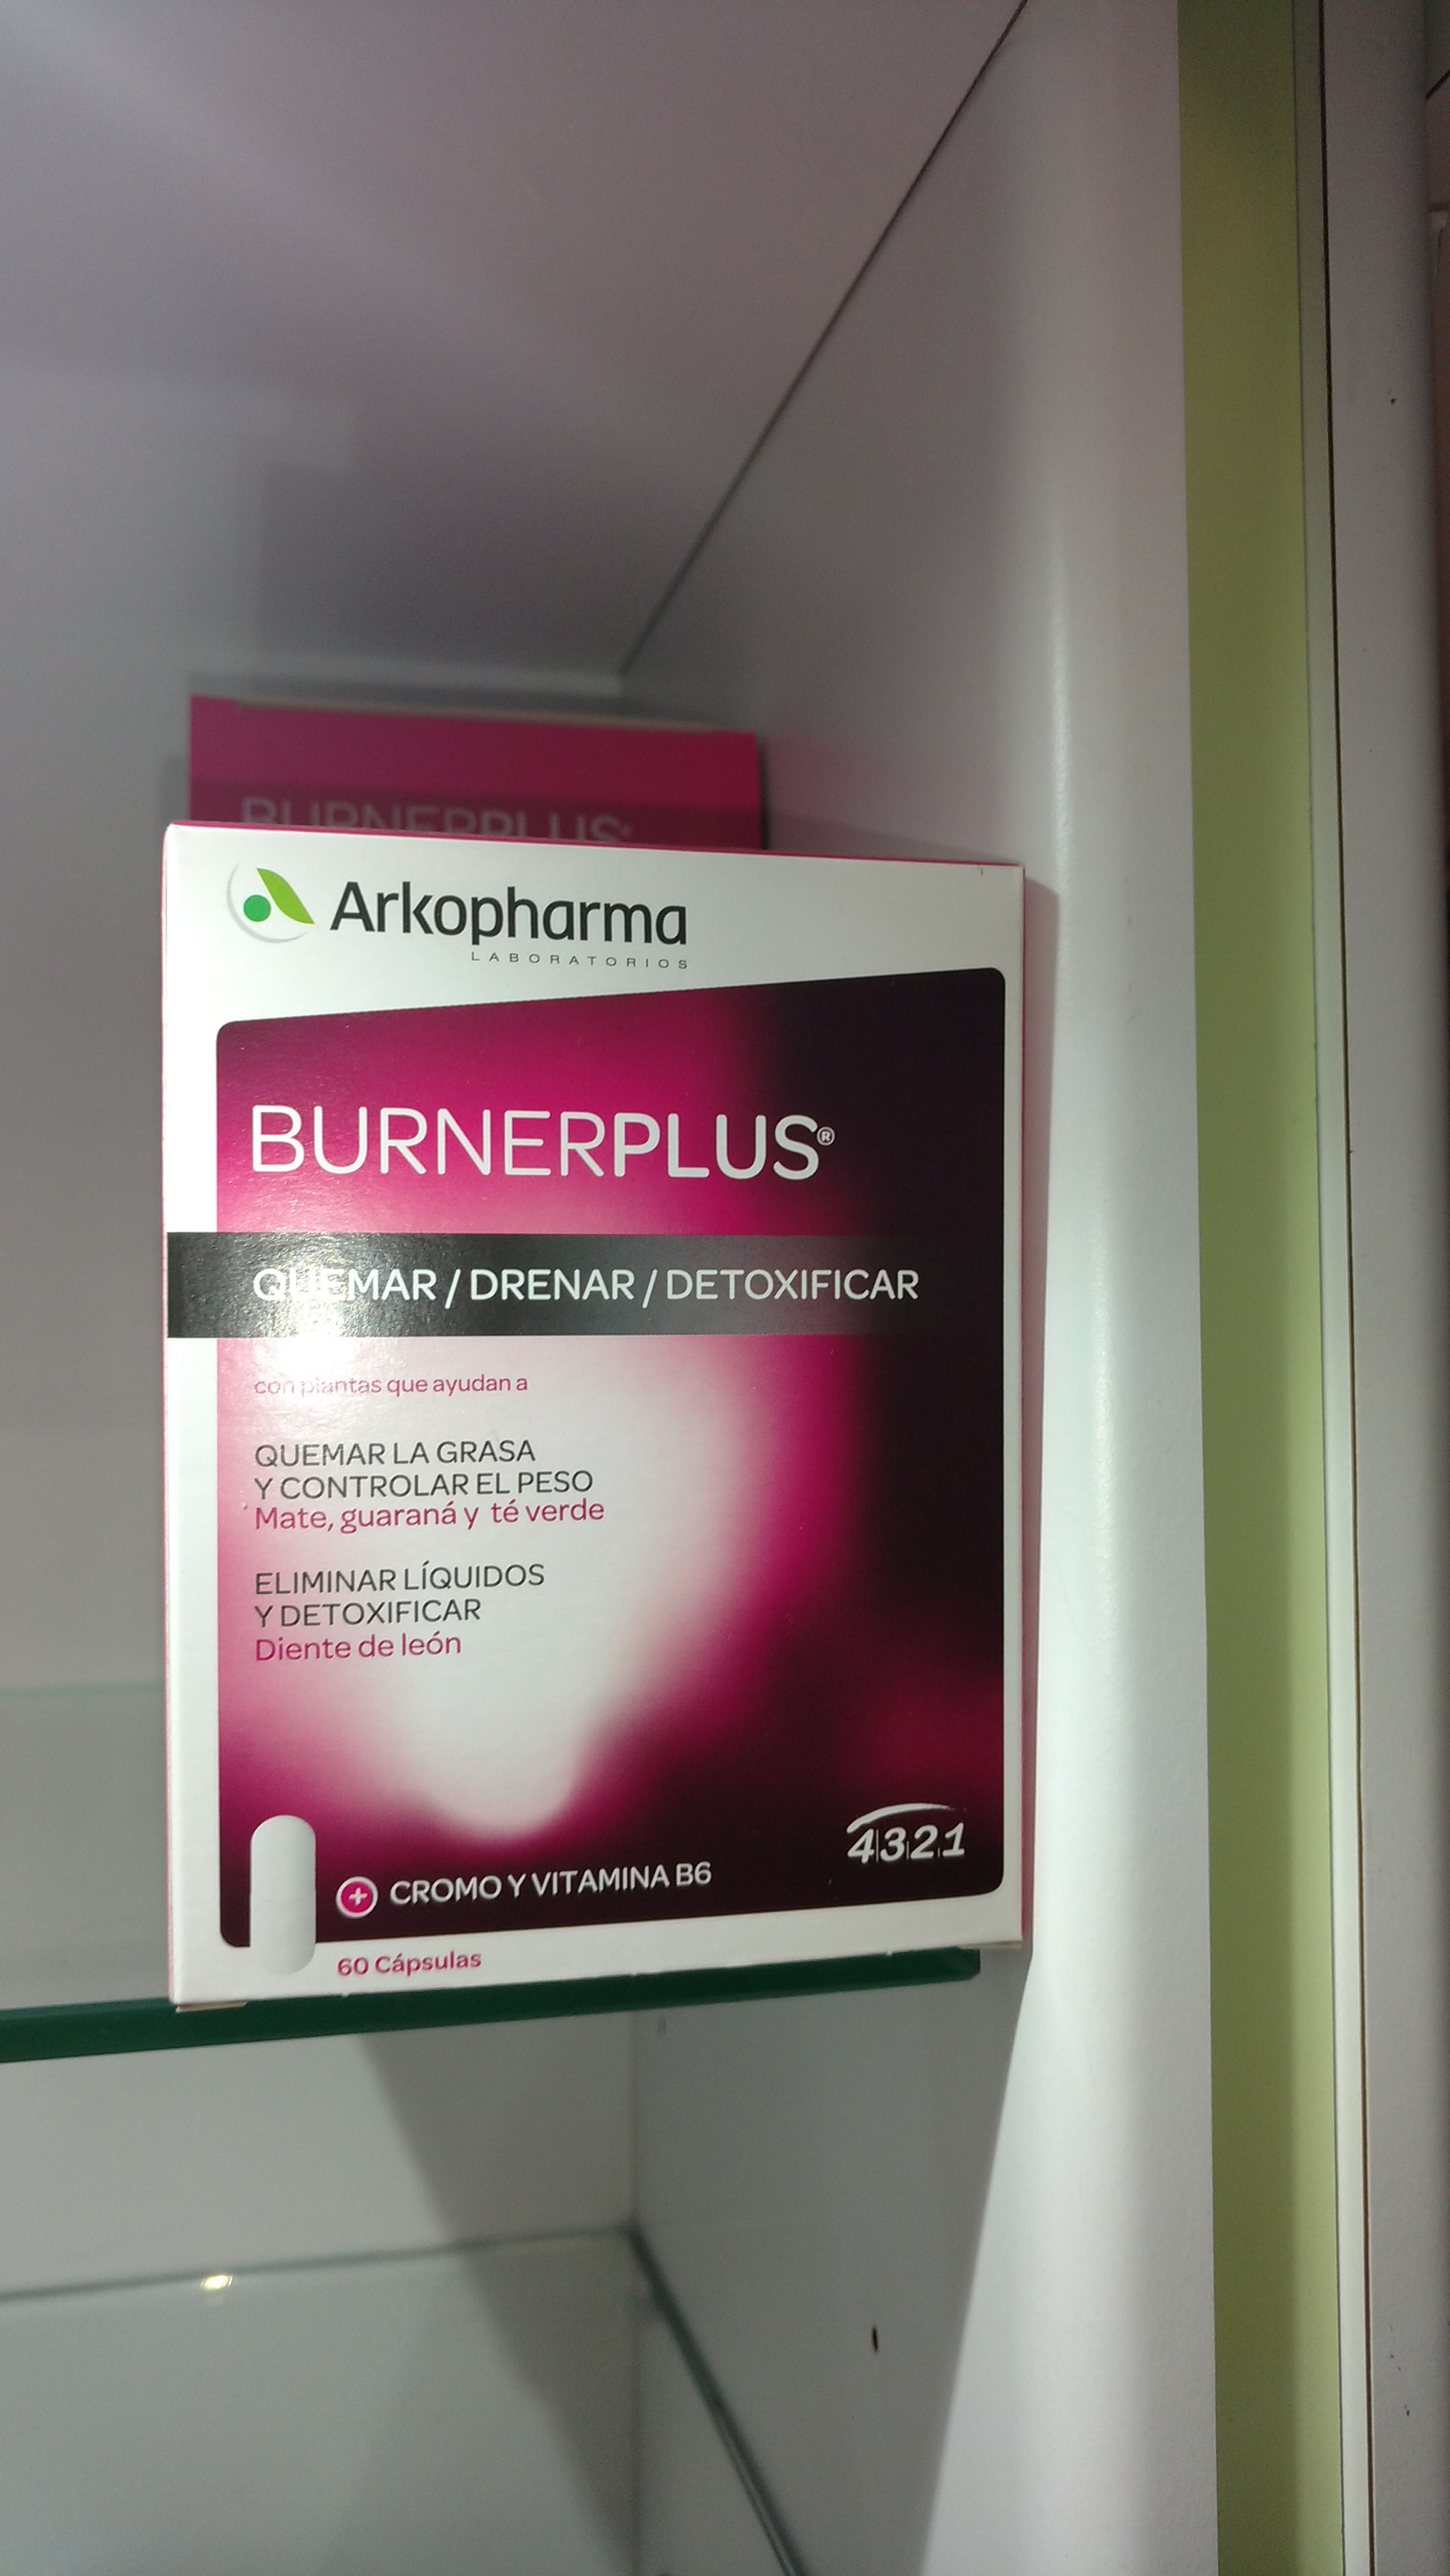 BURNERPLUS
Arkopharma
LABORATORIOS
BURNERPLUS®
QUEMAR / DRENAR / DETOXIFICAR
con plantas que ayudan a
QUEMAR LA GRASA
Y CONTROLAR EL PESO
Mate, guaraná y té verde
ELIMINAR LÍQUIDOS
Y DETOXIFICAR
Diente de león
4321
+ CROMO Y VITAMINA B6
60 Cápsulas